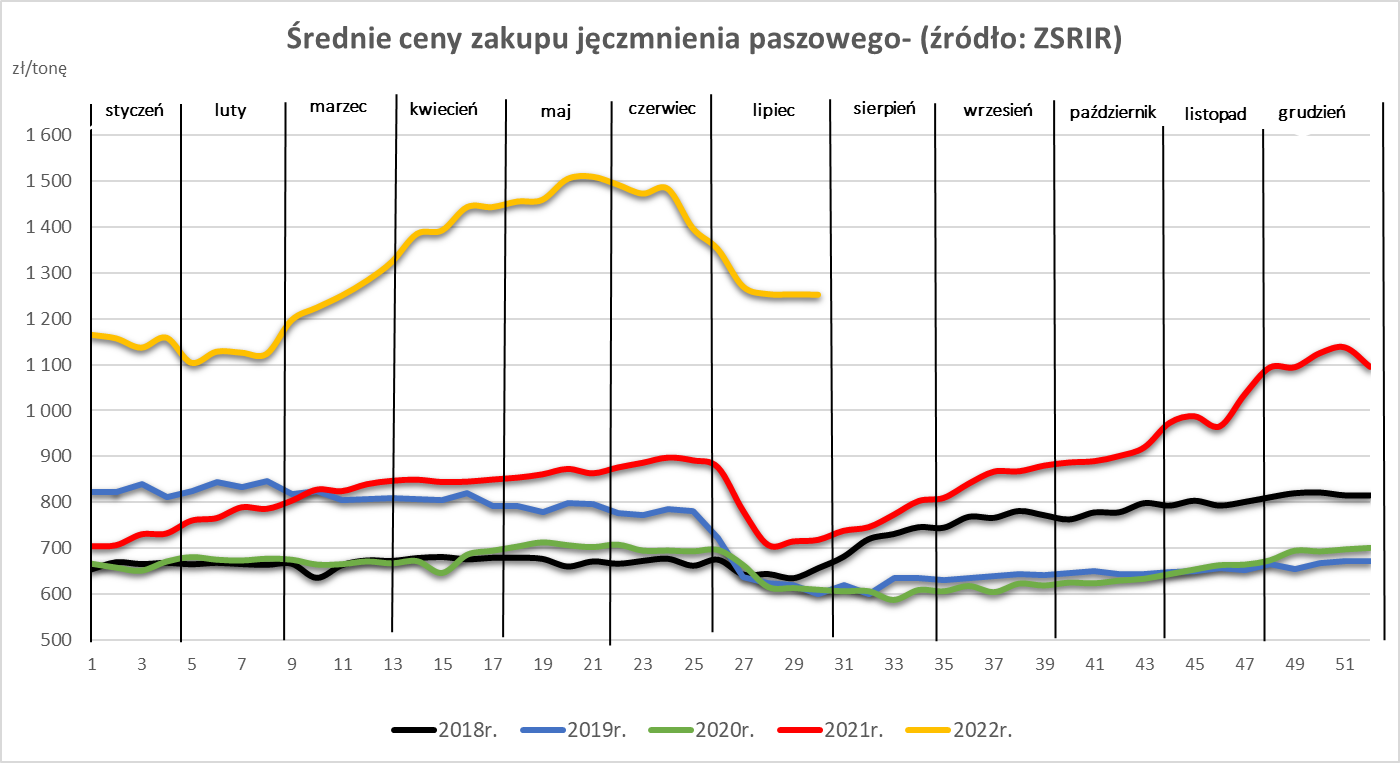 Średnie ceny zakupu jęczmnienia paszowego- (źródło: ZSRIR)
zł/tonę
styczeń luty marzec kwiecień maj czerwiec lipiec sierpień wrzesień październik listopad grudzień
1 600
1 500
1 400
1 300
1 200
1 100
1 000
900
800
700
600
500
1 3 5 7 9 11 13 15 17 19 21 23 25 27 29 31 33 35 37 39 41 43 45 47 49 51
2018r. 2019r. 2020r. 2021r. 2022r.